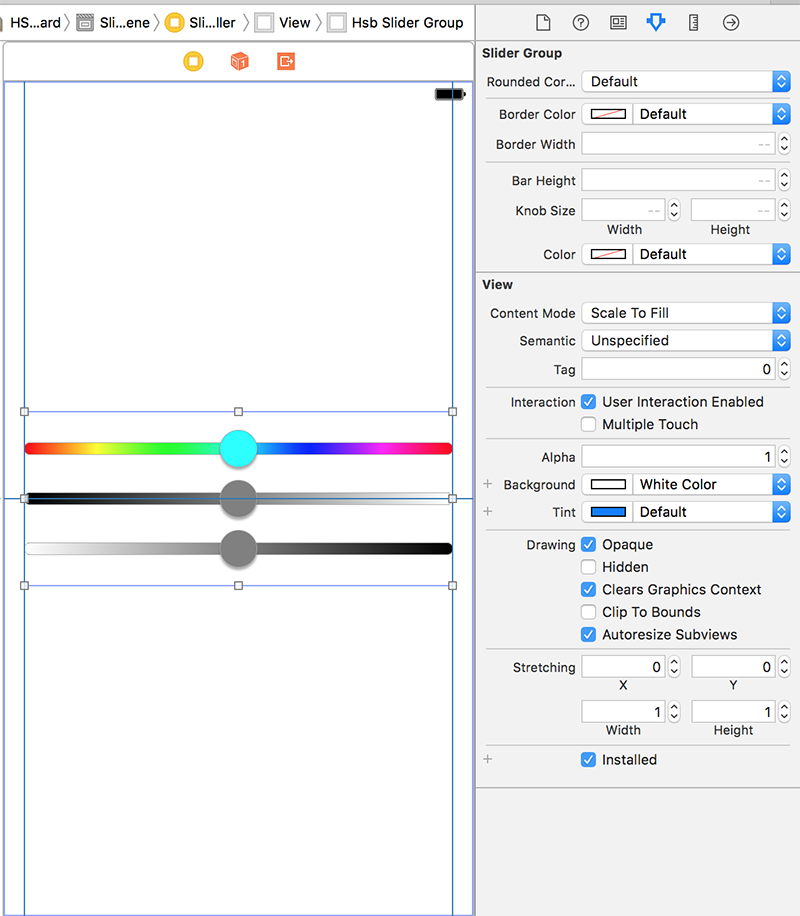 HS...ard Sli...ene Sli...ller View Hsb Slider Group
Slider Group
Rounded Cor... Default
Border Color Default
Border Width --
Bar Height --
Knob Size -- --
Width Height
Color Default
View
Content Mode Scale To Fill
Semantic Unspecified
Tag 0
Interaction User Interaction Enabled
Multiple Touch
Alpha 1
+ Background White Color
+ Tint Default
Drawing Opaque
Hidden
Clears Graphics Context
Clip To Bounds
Autoresize Subviews
Stretching 0 0
X Y
1 1
Width Height
+ Installed